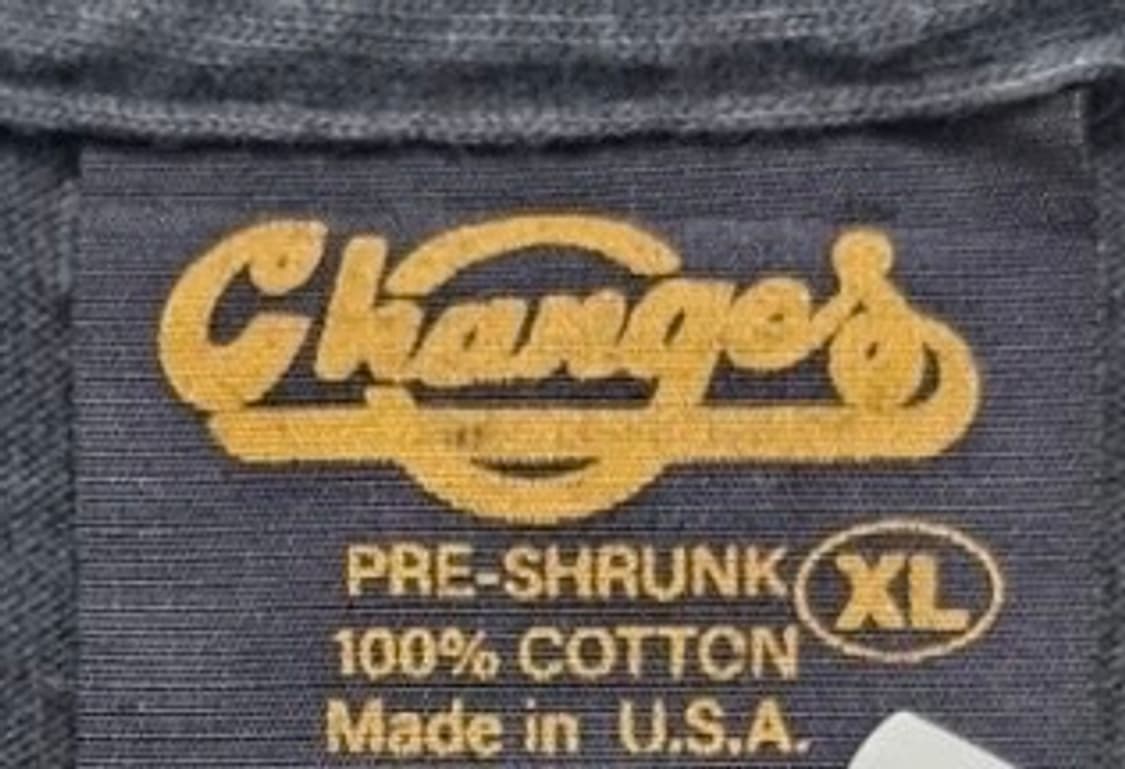 Changes
PRE-SHRUNK XL
100% COTTON
Made in U.S.A.